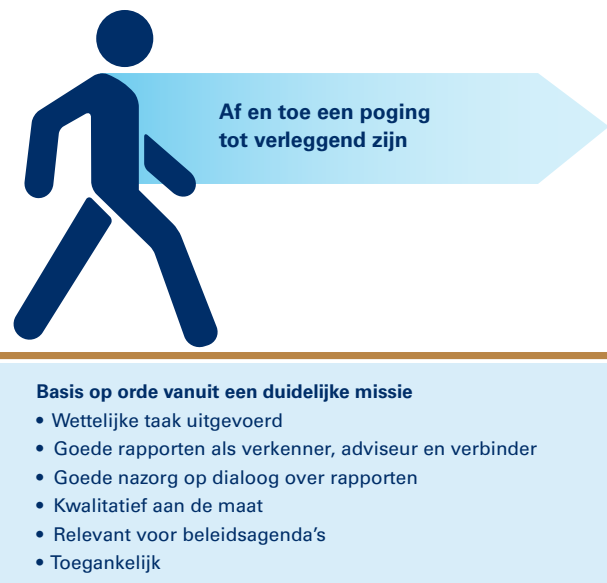 Af en toe een poging
tot verleggend zijn
Basis op orde vanuit een duidelijke missie
• Wettelijke taak uitgevoerd
• Goede rapporten als verkenner, adviseur en verbinder
• Goede nazorg op dialoog over rapporten
• Kwalitatief aan de maat
• Relevant voor beleidsagenda’s
• Toegankelijk